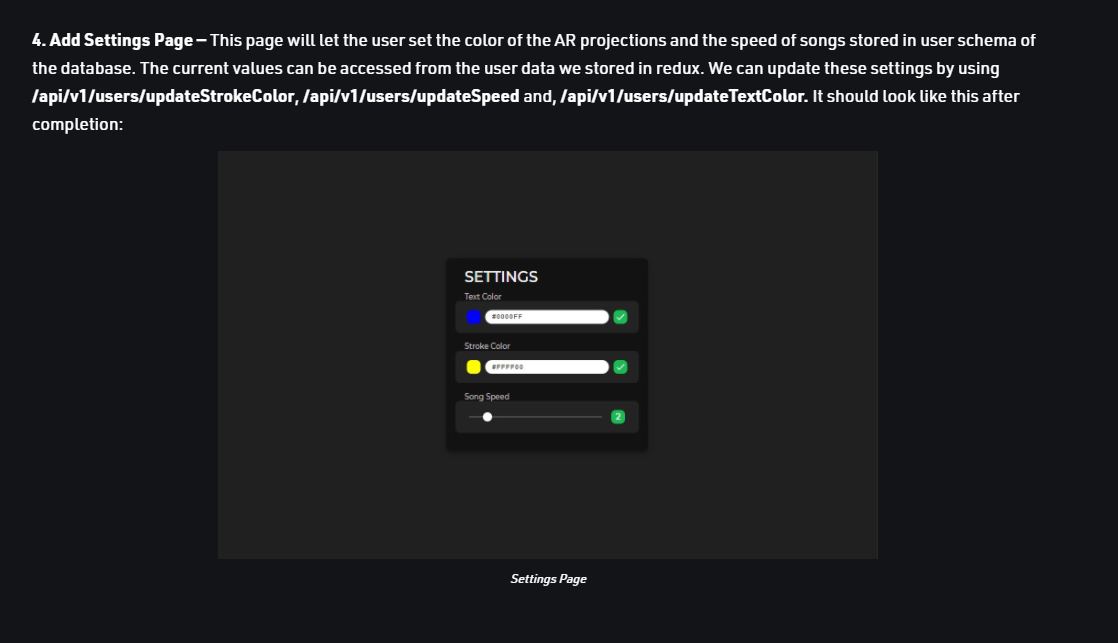 4. Add Settings Page – This page will let the user set the color of the AR projections and the speed of songs stored in user schema of
the database. The current values can be accessed from the user data we stored in redux. We can update these settings by using
/api/v1/users/updateStrokeColor, /api/v1/users/updateSpeed and, /api/v1/users/updateTextColor. It should look like this after
completion:
SETTINGS
Text Color
#0000FF
Stroke Color
#FFFF00
Song Speed
2
Settings Page